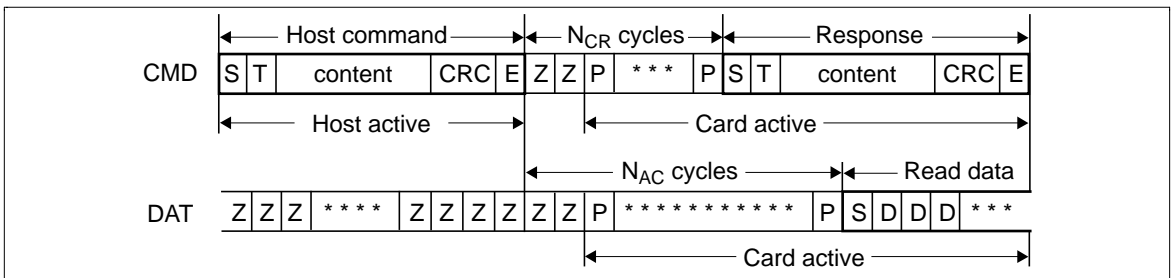 Host command N_CR cycles Response
CMD S T content CRC E Z Z P * * * P S T content CRC E
Host active Card active
N_AC cycles Read data
DAT Z Z Z * * * * Z Z Z Z Z Z P * * * * * * * * * * * P S D D D * * *
Card active